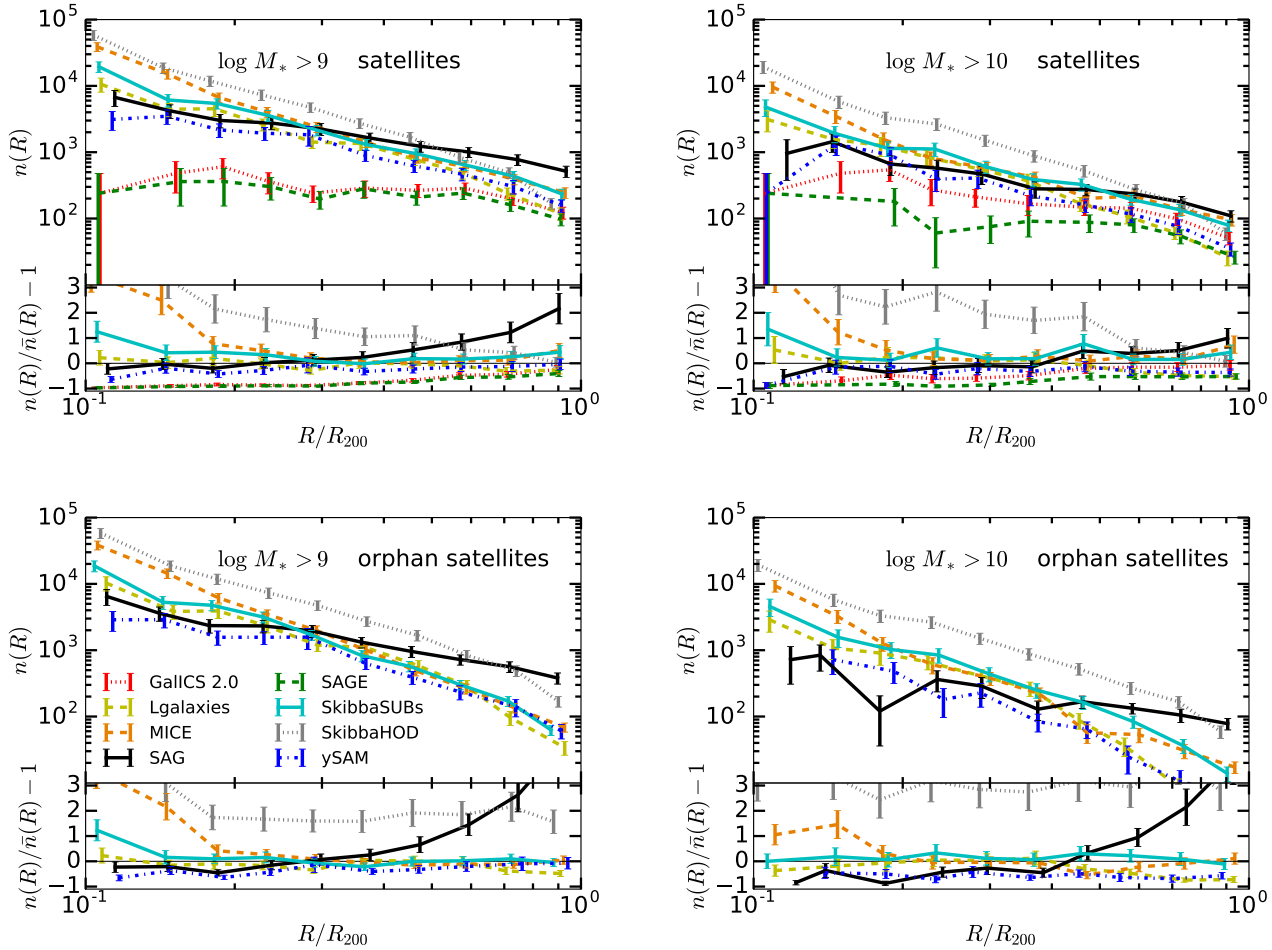 10^5
log M_* > 9 satellites
10^4
n(R)
10^3
10^2
3
2
1
0
−1
n(R)/n̄(R) − 1
10^-1
10^0
R/R_200
10^5
log M_* > 10 satellites
10^4
n(R)
10^3
10^2
3
2
1
0
−1
n(R)/n̄(R) − 1
10^-1
10^0
R/R_200
10^5
log M_* > 9 orphan satellites
10^4
n(R)
10^3
GalICS 2.0
Lgalaxies
MICE
SAG
SAGE
SkibbaSUBs
SkibbaHOD
ySAM
10^2
3
2
1
0
−1
n(R)/n̄(R) − 1
10^-1
10^0
R/R_200
10^5
log M_* > 10 orphan satellites
10^4
n(R)
10^3
10^2
3
2
1
0
−1
n(R)/n̄(R) − 1
10^-1
10^0
R/R_200